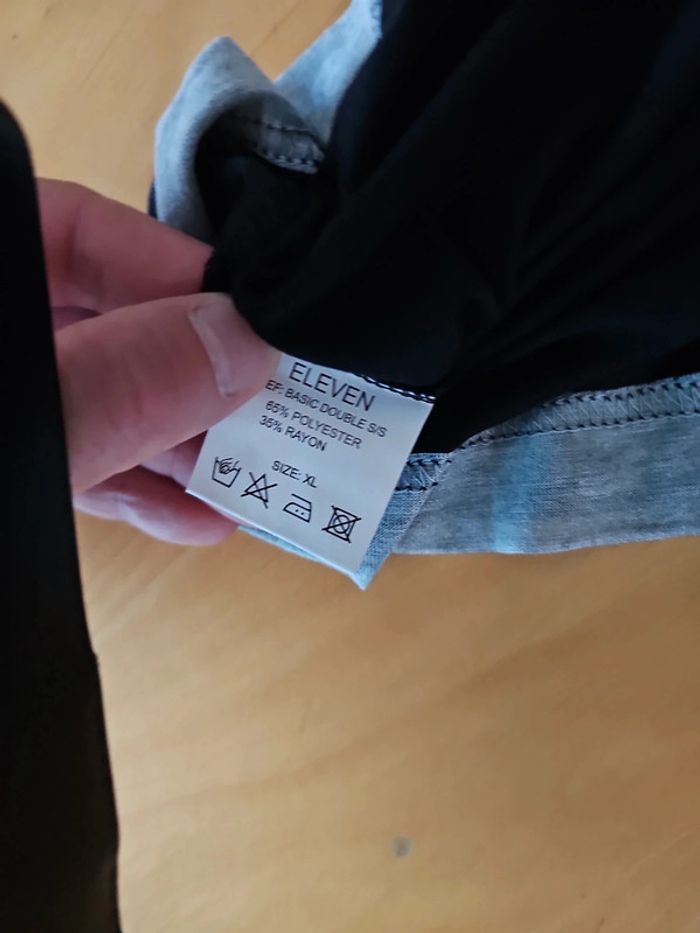 ELEVEN
EF: BASIC DOUBLE S/S
65% POLYESTER
35% RAYON
SIZE: XL